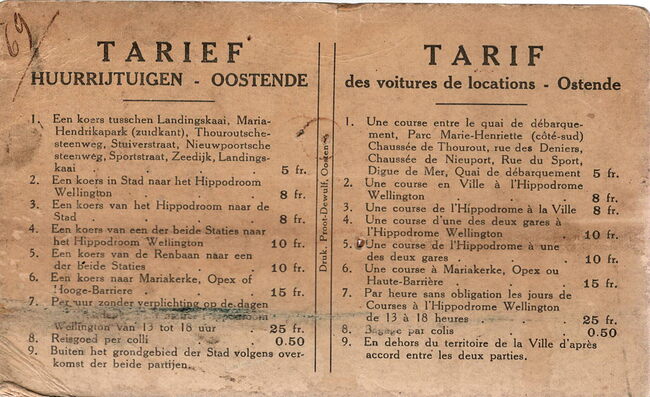 69
TARIEF
HUURRIJTUIGEN - OOSTENDE
1. Een koers tusschen Landingskaai, Maria-
Hendrikapark (zuidkant), Thouroutsche-
steenweg, Stuiverstraat, Nieuwpoortsche
steenweg, Sportstraat, Zeedijk, Landings-
kaai . . . . 5 fr.
2. Een koers in Stad naar het Hippodroom
Wellington . . . 8 fr.
3. Een koers van het Hippodroom naar de
Stad . . . . 8 fr.
4. Een koers van een der beide Staties naar
het Hippodroom Wellington . 10 fr.
5. Een koers van de Renbaan naar een
der beide Staties . . 10 fr.
6. Een koers naar Mariakerke, Opex of
Hooge-Barriere . . . 15 fr.
7. Per uur zonder verplichting op de dagen
Wellington van 13 tot 18 uur 25 fr.
8. Reisgoed per colli . . 0.50
9. Buiten het grondgebied der Stad volgens over-
komst der beide partijen.
Druk. Proot-Dewulf, Oostende
TARIF
des voitures de locations - Ostende
1. Une course entre le quai de débarque-
ment, Parc Marie-Henriette (côté-sud)
Chaussée de Thourout, rue des Deniers,
Chaussée de Nieuport, Rue du Sport,
Digue de Mer, Quai de débarquement 5 fr.
2. Une course en Ville à l'Hippodrome
Wellington . . . 8 fr.
3. Une course de l'Hippodrome à la Ville 8 fr.
4. Une course d'une des deux gares à
l'Hippodrome Wellington . 10 fr.
5. Une course de l'Hippodrome à une
des deux gares . . 10 fr.
6. Une course à Mariakerke, Opex ou
Haute-Barrière . . . 15 fr.
7. Par heure sans obligation les jours de
Courses à l'Hippodrome Wellington
de 13 à 18 heures . . 25 fr.
8. Bagage par colis . . 0.50
9. En dehors du territoire de la Ville d'après
accord entre les deux parties.